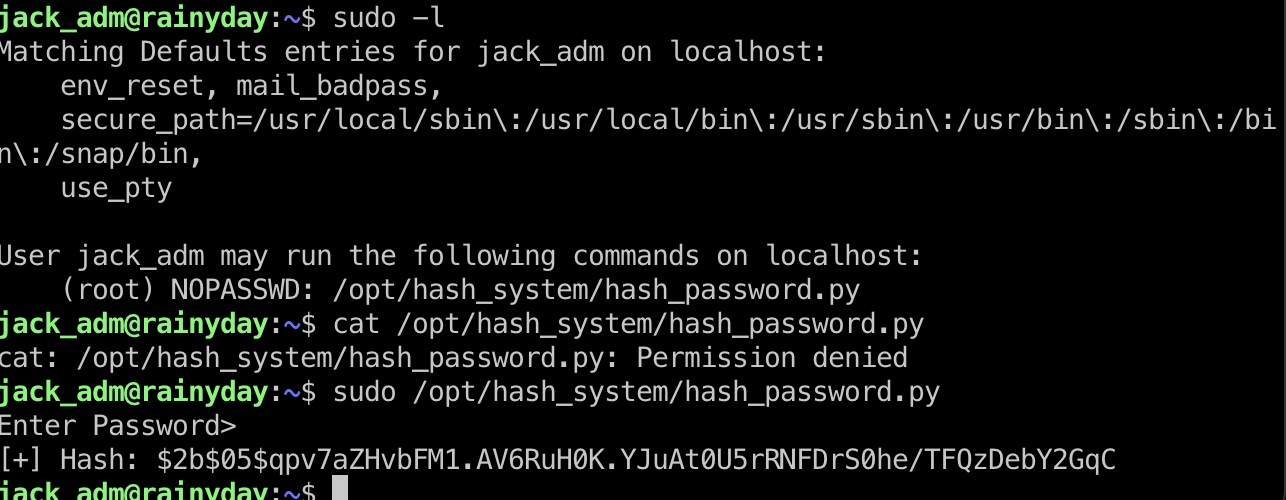 jack_adm@rainyday:~$ sudo -l
Matching Defaults entries for jack_adm on localhost:
    env_reset, mail_badpass,
    secure_path=/usr/local/sbin\:/usr/local/bin\:/usr/sbin\:/usr/bin\:/sbin\:/bi
n\:/snap/bin,
    use_pty

User jack_adm may run the following commands on localhost:
    (root) NOPASSWD: /opt/hash_system/hash_password.py
jack_adm@rainyday:~$ cat /opt/hash_system/hash_password.py
cat: /opt/hash_system/hash_password.py: Permission denied
jack_adm@rainyday:~$ sudo /opt/hash_system/hash_password.py
Enter Password>
[+] Hash: $2b$05$qpv7aZHvbFM1.AV6RuH0K.YJuAt0U5rRNFDrS0he/TFQzDebY2GqC
jack_adm@rainyday:~$